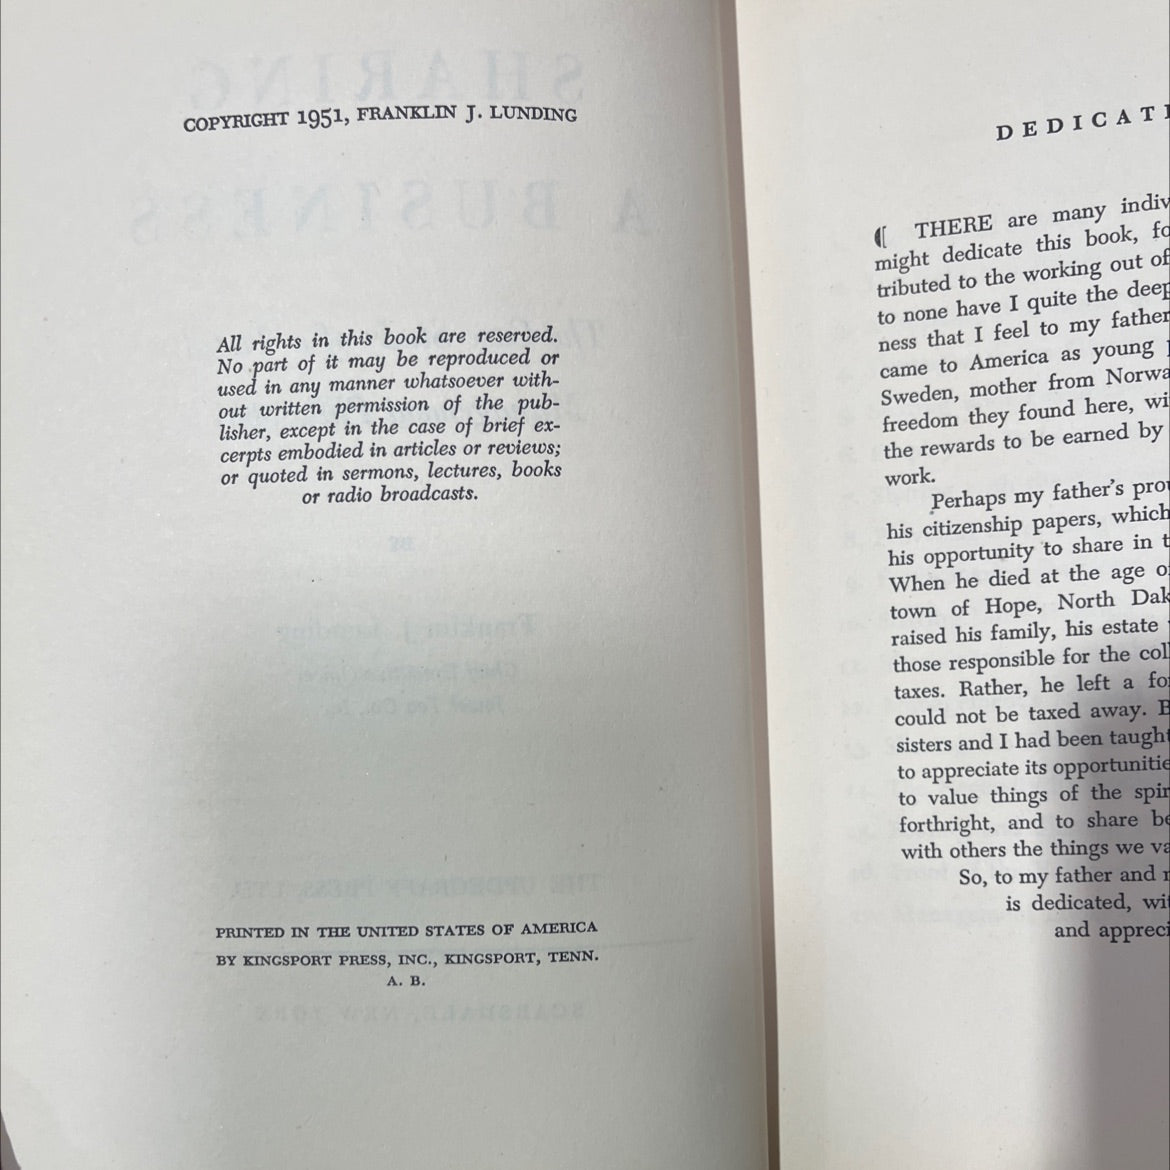 COPYRIGHT 1951, FRANKLIN J. LUNDING
All rights in this book are reserved.
No part of it may be reproduced or
used in any manner whatsoever with-
out written permission of the pub-
lisher, except in the case of brief ex-
cerpts embodied in articles or reviews;
or quoted in sermons, lectures, books
or radio broadcasts.
PRINTED IN THE UNITED STATES OF AMERICA
BY KINGSPORT PRESS, INC., KINGSPORT, TENN.
A. B.
DEDICATI
THERE are many indiv
might dedicate this book, fo
tributed to the working out of
to none have I quite the deep
ness that I feel to my father
came to America as young
Sweden, mother from Norwa
freedom they found here, wi
the rewards to be earned by
work.
Perhaps my father's prou
his citizenship papers, which
his opportunity to share in t
When he died at the age o
town of Hope, North Dak
raised his family, his estate
those responsible for the coll
taxes. Rather, he left a fo
could not be taxed away. B
sisters and I had been taught
to appreciate its opportunitie
to value things of the spir
forthright, and to share be
with others the things we va
So, to my father and
is dedicated, wit
and appreci